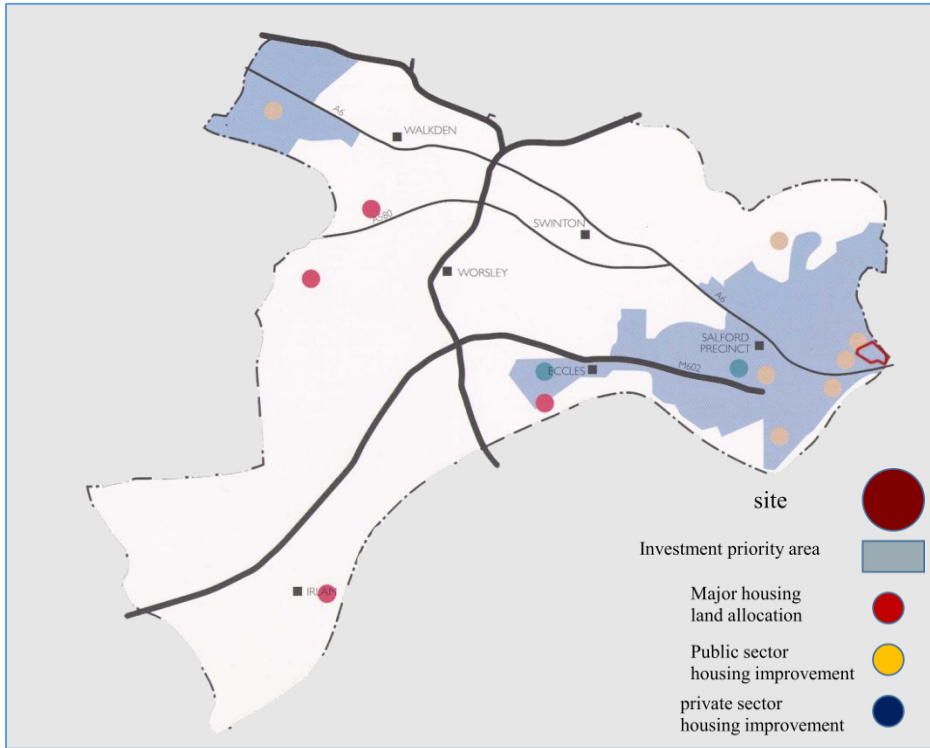 A6
WALKDEN
A580
SWINTON
WORSLEY
A6
SALFORD
PRECINCT
M602
ECCLES
IRLAM
site
Investment priority area
Major housing
land allocation
Public sector
housing improvement
private sector
housing improvement